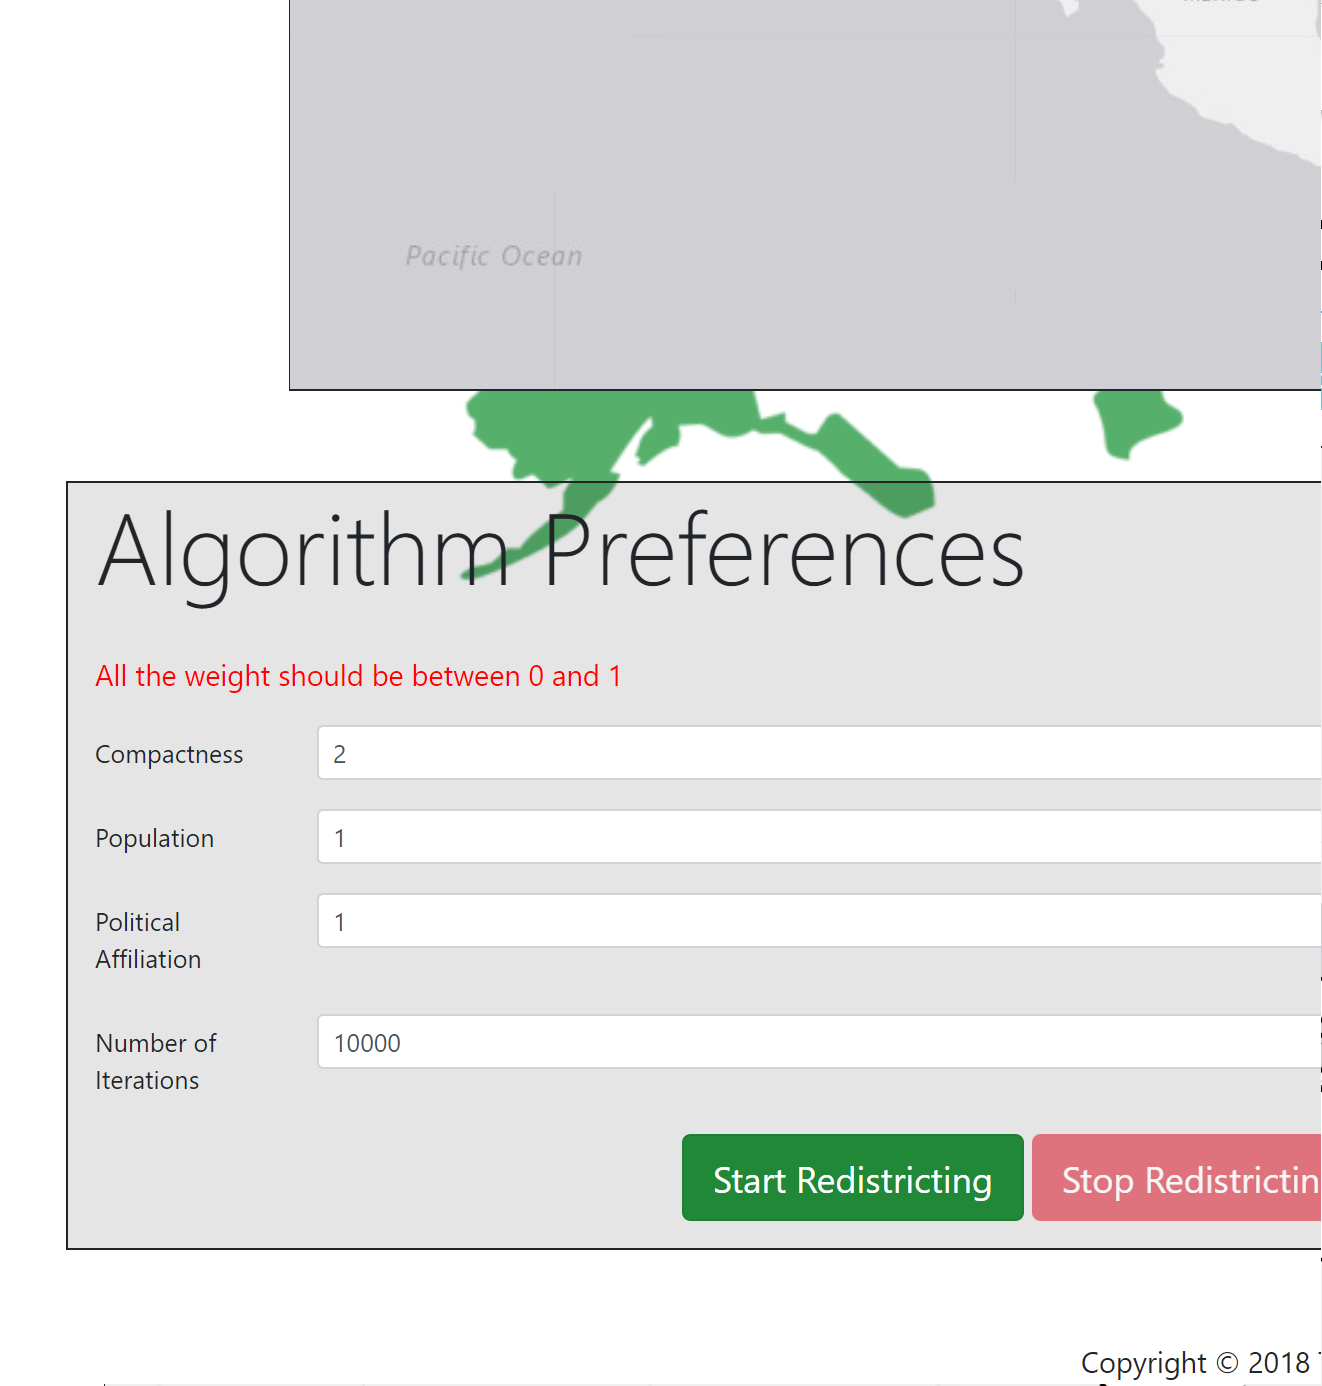 Pacific Ocean
Algorithm Preferences
All the weight should be between 0 and 1
Compactness
2
Population
1
Political
Affiliation
1
Number of
Iterations
10000
Start Redistricting
Stop Redistrictin
Copyright © 2018